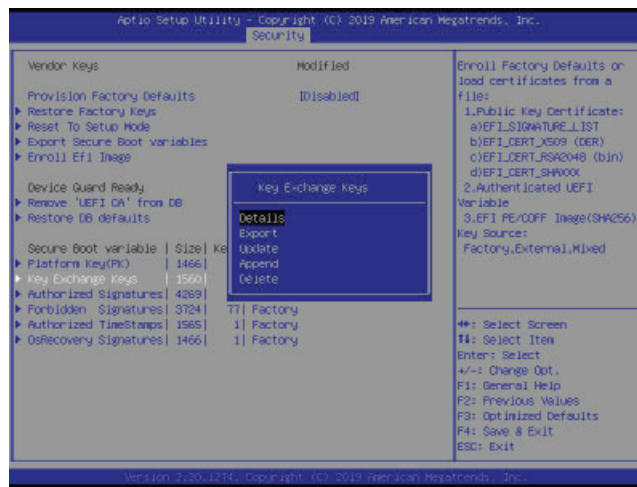 Aptio Setup Utility – Copyright (C) 2019 American Megatrends, Inc.
Security
Vendor Keys Modified
Provision Factory Defaults [Disabled]
Restore Factory Keys
Reset To Setup Mode
Export Secure Boot variables
Enroll Efi Image
Device Guard Ready
Remove 'UEFI CA' from DB
Restore DB defaults
Secure Boot variable | Size| Ke
Platform Key(PK) | 1466|
Key Exchange Keys | 1560|
Authorized Signatures| 4269|
Forbidden Signatures| 3724| 77| Factory
Authorized TimeStamps| 1565| 1| Factory
OsRecovery Signatures| 1466| 1| Factory
Key Exchange Keys
Details
Export
Update
Append
Delete
Enroll Factory Defaults or
load certificates from a
file:
1.Public Key Certificate:
a)EFI_SIGNATURE_LIST
b)EFI_CERT_X509 (DER)
c)EFI_CERT_RSA2048 (bin)
d)EFI_CERT_SHAXXX
2.Authenticated UEFI
Variable
3.EFI PE/COFF Image(SHA256)
Key Source:
Factory,External,Mixed
↔: Select Screen
↑↓: Select Item
Enter: Select
+/-: Change Opt.
F1: General Help
F2: Previous Values
F3: Optimized Defaults
F4: Save & Exit
ESC: Exit
Version 2.20.1274. Copyright (C) 2019 American Megatrends, Inc.